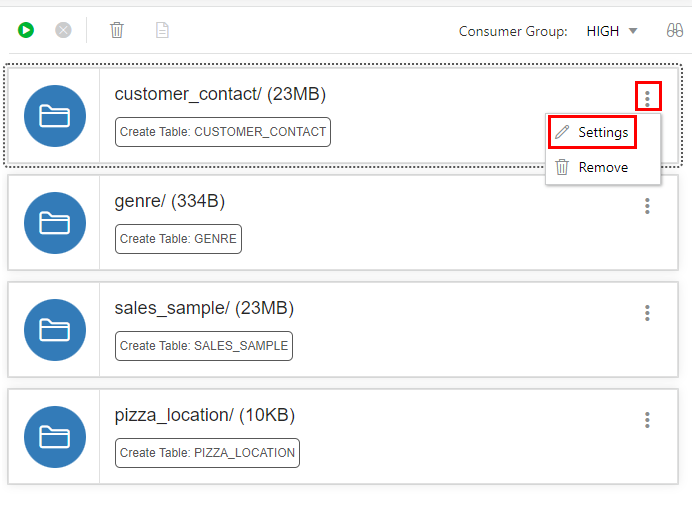 Consumer Group: HIGH
customer_contact/ (23MB)
Create Table: CUSTOMER_CONTACT
Settings
Remove
genre/ (334B)
Create Table: GENRE
sales_sample/ (23MB)
Create Table: SALES_SAMPLE
pizza_location/ (10KB)
Create Table: PIZZA_LOCATION